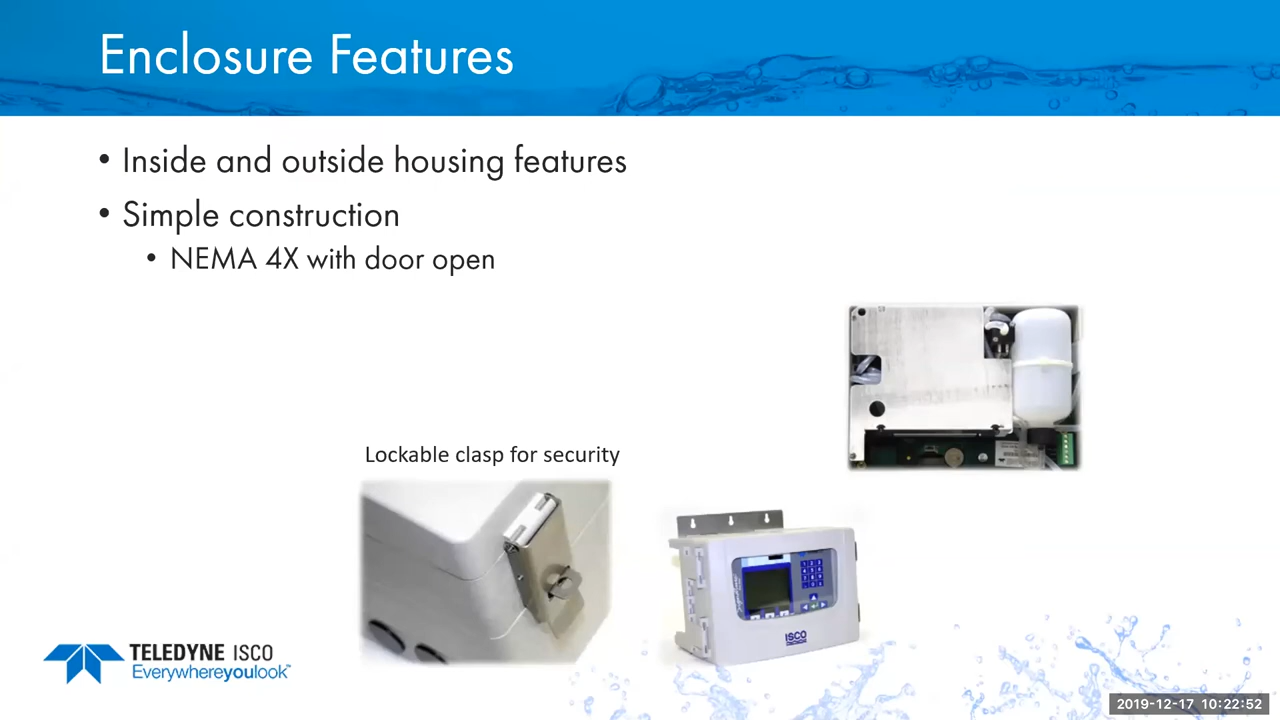 Enclosure Features
• Inside and outside housing features
• Simple construction
• NEMA 4X with door open
Lockable clasp for security
ISCO
TELEDYNE ISCO
Everywhereyoulook™
2019-12-17 10:22:52